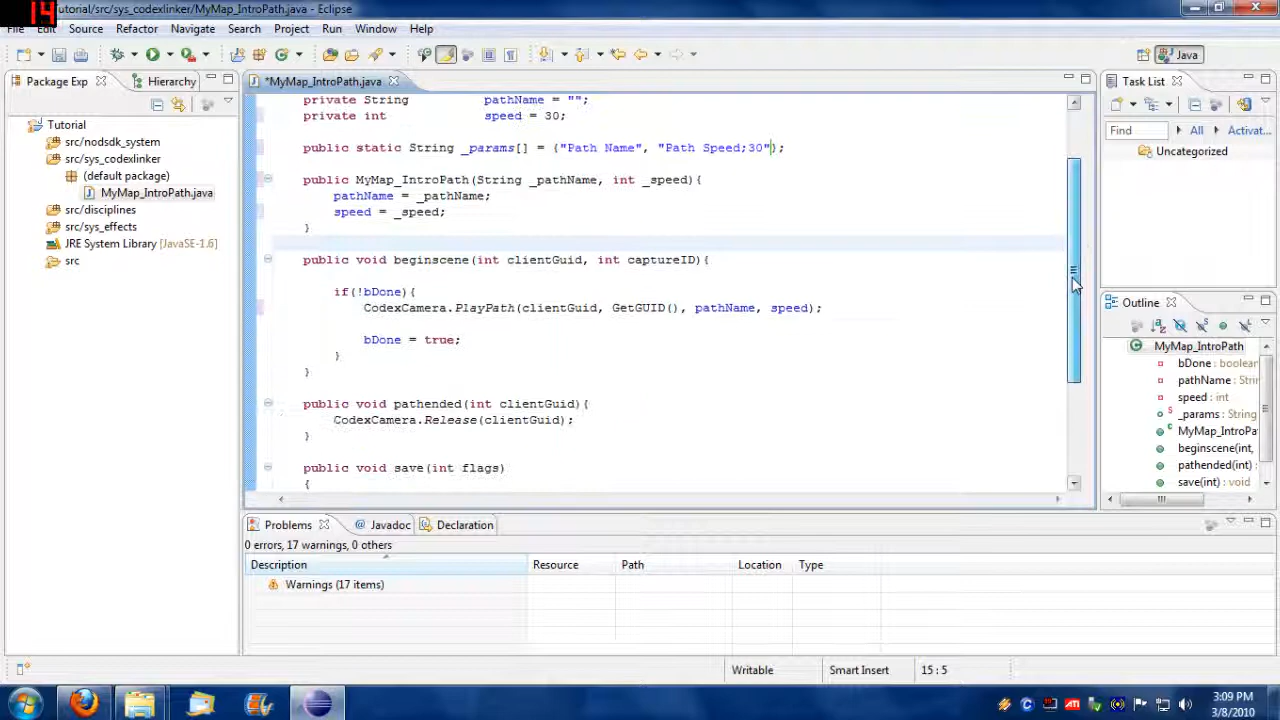 14
utorial/src/sys_codexlinker/MyMap_IntroPath.java - Eclipse
File Edit Source Refactor Navigate Search Project Run Window Help
Java
Package Exp
Hierarchy
*MyMap_IntroPath.java
Task List
Tutorial
src/nodsdk_system
src/sys_codexlinker
(default package)
MyMap_IntroPath.java
src/disciplines
src/sys_effects
JRE System Library [JavaSE-1.6]
src
private String pathName = "";
private int speed = 30;
public static String _params[] = {"Path Name", "Path Speed;30"};
public MyMap_IntroPath(String _pathName, int _speed){
pathName = _pathName;
speed = _speed;
}
public void beginscene(int clientGuid, int captureID){
if(!bDone){
CodexCamera.PlayPath(clientGuid, GetGUID(), pathName, speed);
bDone = true;
}
}
public void pathended(int clientGuid){
CodexCamera.Release(clientGuid);
}
public void save(int flags)
{
Find All Activat...
Uncategorized
Outline
MyMap_IntroPath
bDone : boolean
pathName : Strin
speed : int
_params : String
MyMap_IntroPa
beginscene(int,
pathended(int)
save(int) : void
Problems
@ Javadoc
Declaration
0 errors, 17 warnings, 0 others
Description Resource Path Location Type
Warnings (17 items)
Writable Smart Insert 15 : 5
3:09 PM
3/8/2010